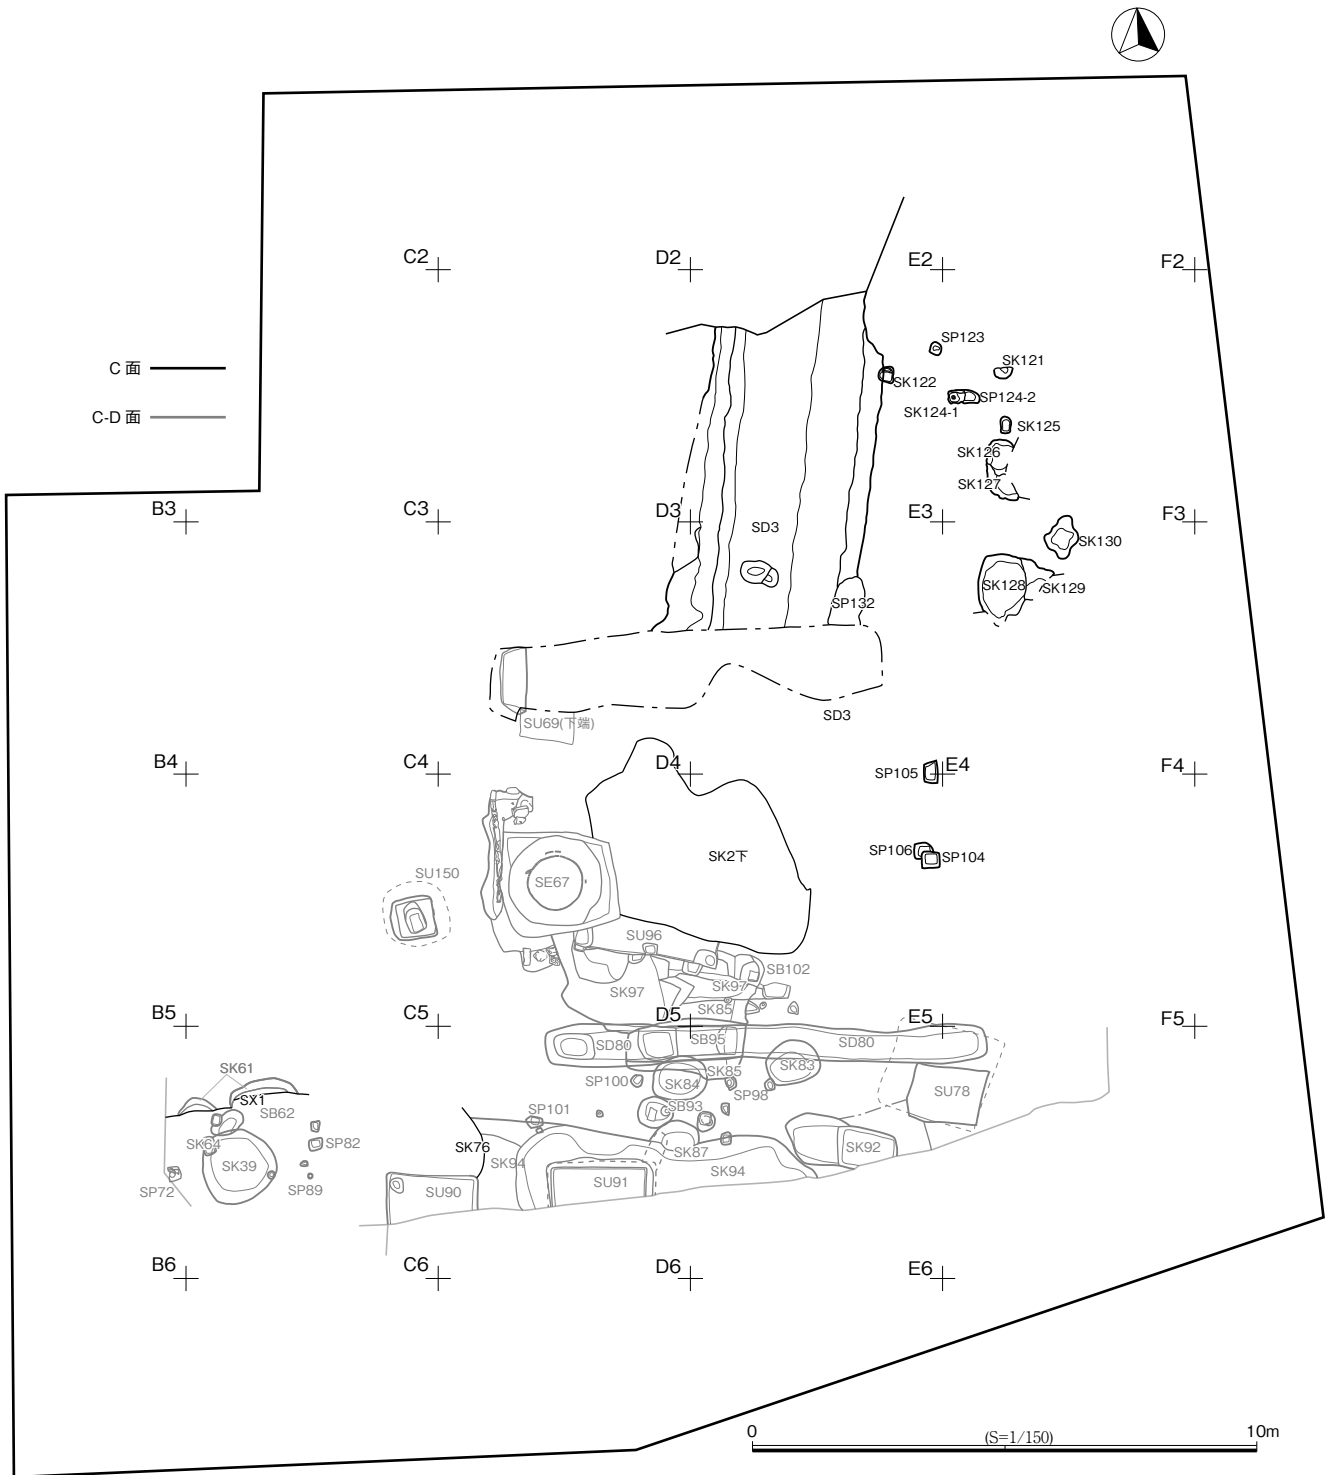 C2
D2
E2
F2
SP123
C 面
SK121
SK122
SP124-2
SK124-1
C-D 面
SK125
SK126
SK127
B3
C3
D3
E3
F3
SD3
SK130
SK128
SK129
SP132
SD3
SU69(下端)
B4
C4
D4
E4
F4
SP105
SK2下
SP106
SP104
SU150
SE67
SU96
SB102
SK97
SK97
SK85
B5
C5
D5
E5
F5
SD80
SB95
SD80
SK61
SK85
SK83
SP100
SK84
SP98
SU78
SX1
SB62
SP101
SB93
SK64
SP82
SK76
SK87
SK92
SK39
SK94
SK94
SP72
SP89
SU90
SU91
B6
C6
D6
E6
0
10m
(S=1/150)